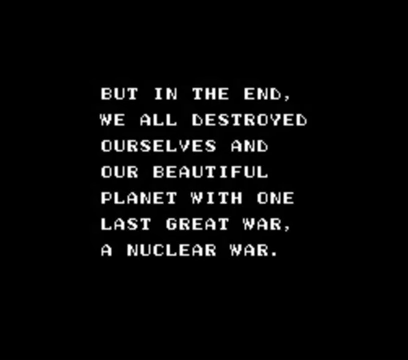 BUT IN THE END,
WE ALL DESTROYED
OURSELVES AND
OUR BEAUTIFUL
PLANET WITH ONE
LAST GREAT WAR,
A NUCLEAR WAR.